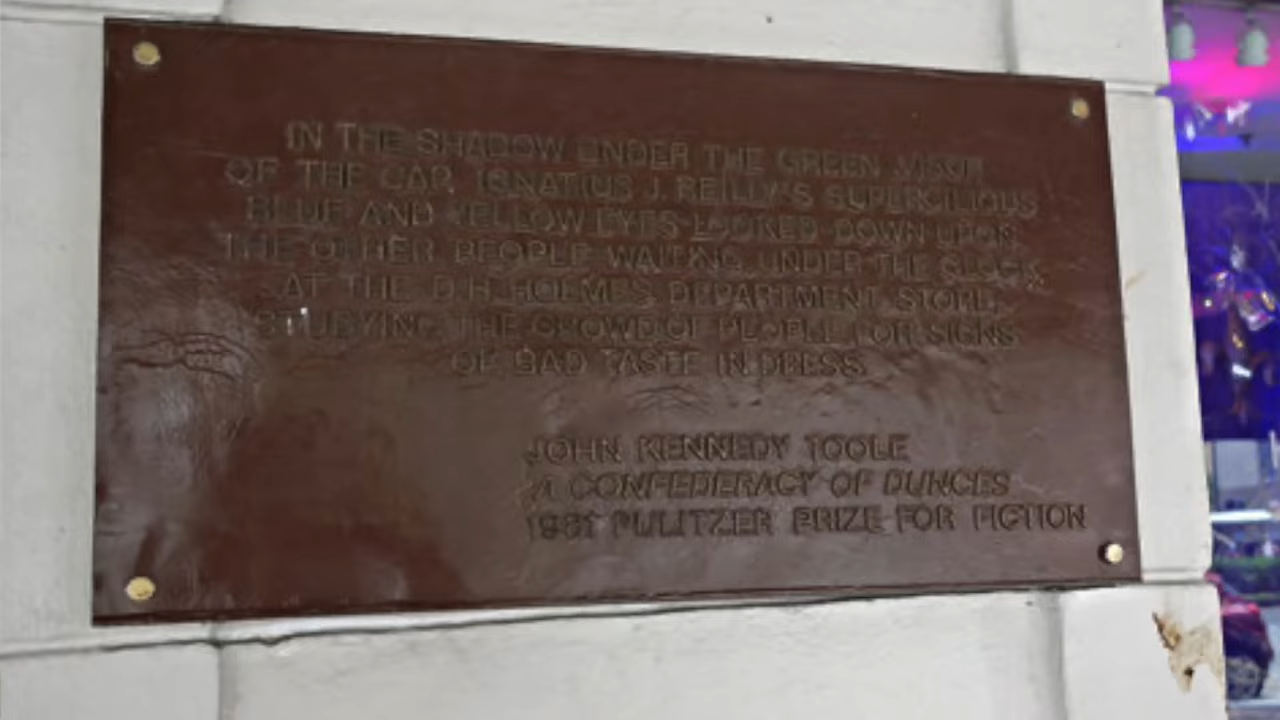 IN THE SHADOW UNDER THE GREEN VISOR
OF THE CAP, IGNATIUS J. REILLY'S SUPERCILIOUS
BLUE AND YELLOW EYES LOOKED DOWN UPON
THE OTHER PEOPLE WAITING UNDER THE CLOCK
AT THE D.H. HOLMES DEPARTMENT STORE,
STUDYING THE CROWD OF PEOPLE FOR SIGNS
OF BAD TASTE IN DRESS.
JOHN KENNEDY TOOLE
A CONFEDERACY OF DUNCES
1981 PULITZER PRIZE FOR FICTION